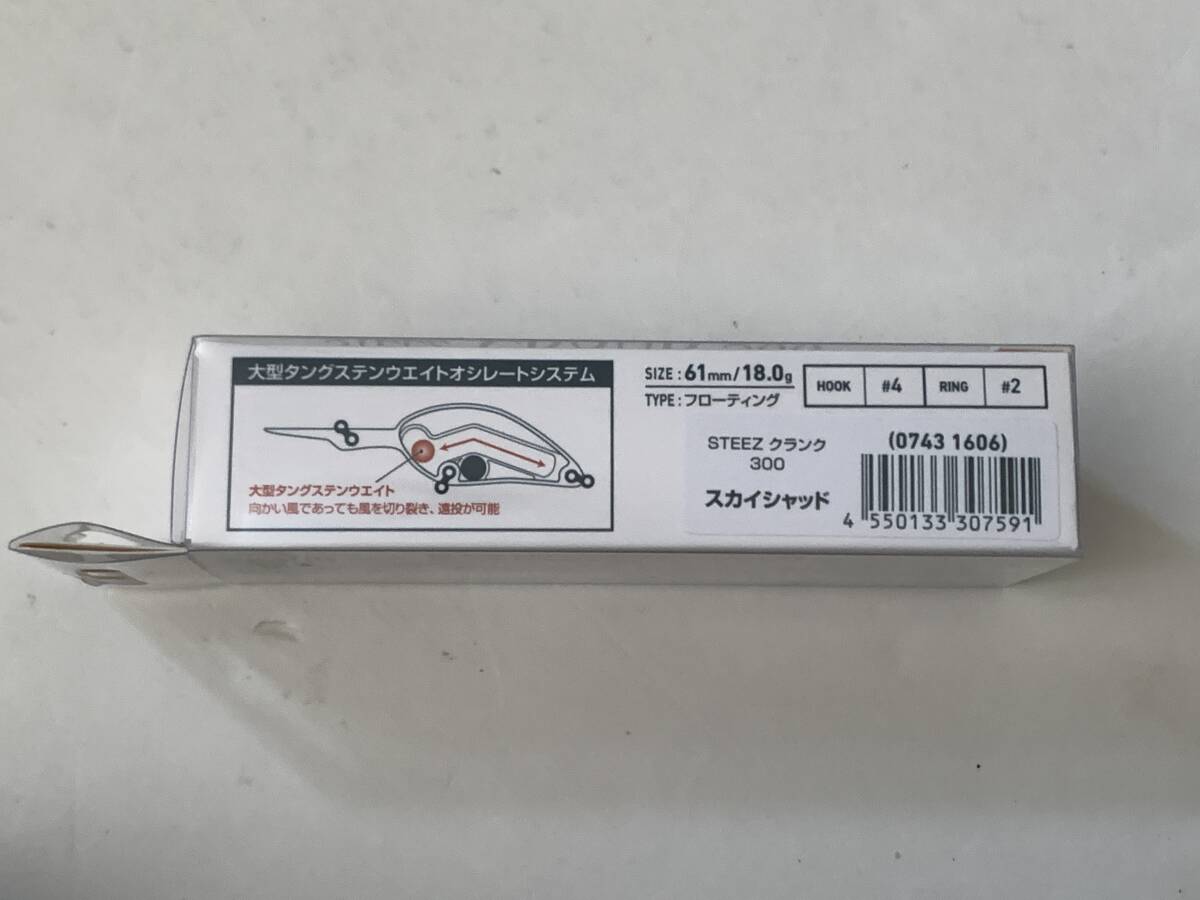 大型タングステンウエイトオシレートシステム
大型タングステンウエイト
向かい風であっても風を切り裂き、遠投が可能
SIZE : 61mm/18.0g
TYPE : フローティング
HOOK #4 RING #2
STEEZ クランク
300
スカイシャッド
(0743 1606)
4 550133 307591